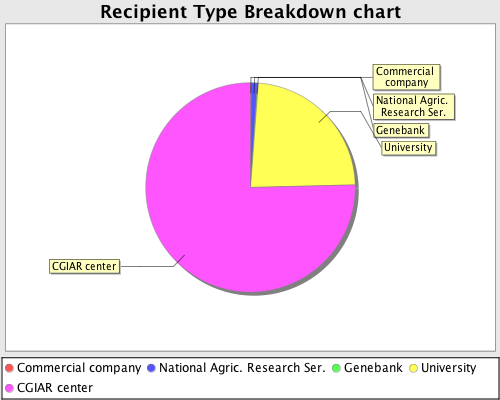 Recipient Type Breakdown chart
Commercial
company
National Agric.
Research Ser.
Genebank
University
CGIAR center
Commercial company National Agric. Research Ser. Genebank University
CGIAR center